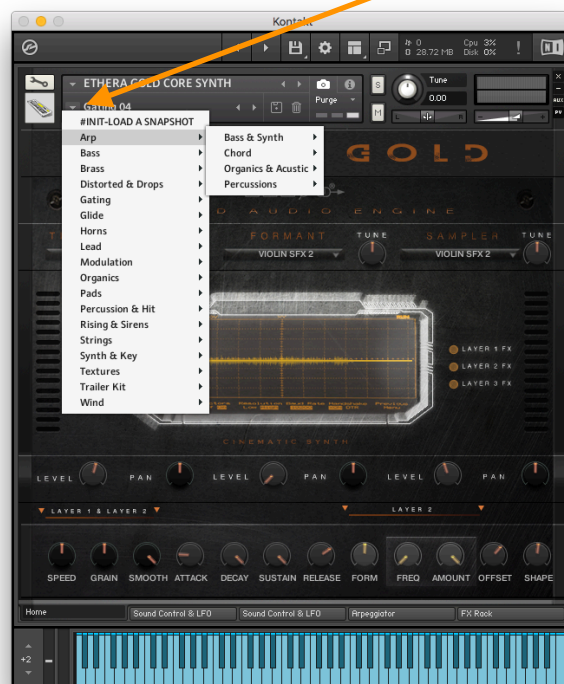 Kontakt
0
28.72 MB
Cpu 3%
Disk 0%
!
ETHERA GOLD CORE SYNTH
Gating 04
Purge
S
M
Tune
0.00
L
R
AUX
PV
#INIT-LOAD A SNAPSHOT
Arp
Bass
Brass
Distorted & Drops
Gating
Glide
Horns
Lead
Modulation
Organics
Pads
Percussion & Hit
Rising & Sirens
Strings
Synth & Key
Textures
Trailer Kit
Wind
Bass & Synth
Chord
Organics & Acustic
Percussions
GOLD
D AUDIO ENGINE
FORMANT
TUNE
SAMPLER
TUNE
VIOLIN SFX 2
VIOLIN SFX 2
LAYER 1 FX
LAYER 2 FX
LAYER 3 FX
CINEMATIC SYNTH
LEVEL
PAN
LEVEL
PAN
LEVEL
PAN
LAYER 1 & LAYER 2
LAYER 2
SPEED
GRAIN
SMOOTH
ATTACK
DECAY
SUSTAIN
RELEASE
FORM
FREQ
AMOUNT
OFFSET
SHAPE
Home
Sound Control & LFO
Sound Control & LFO
Arpeggiator
FX Rack
+2